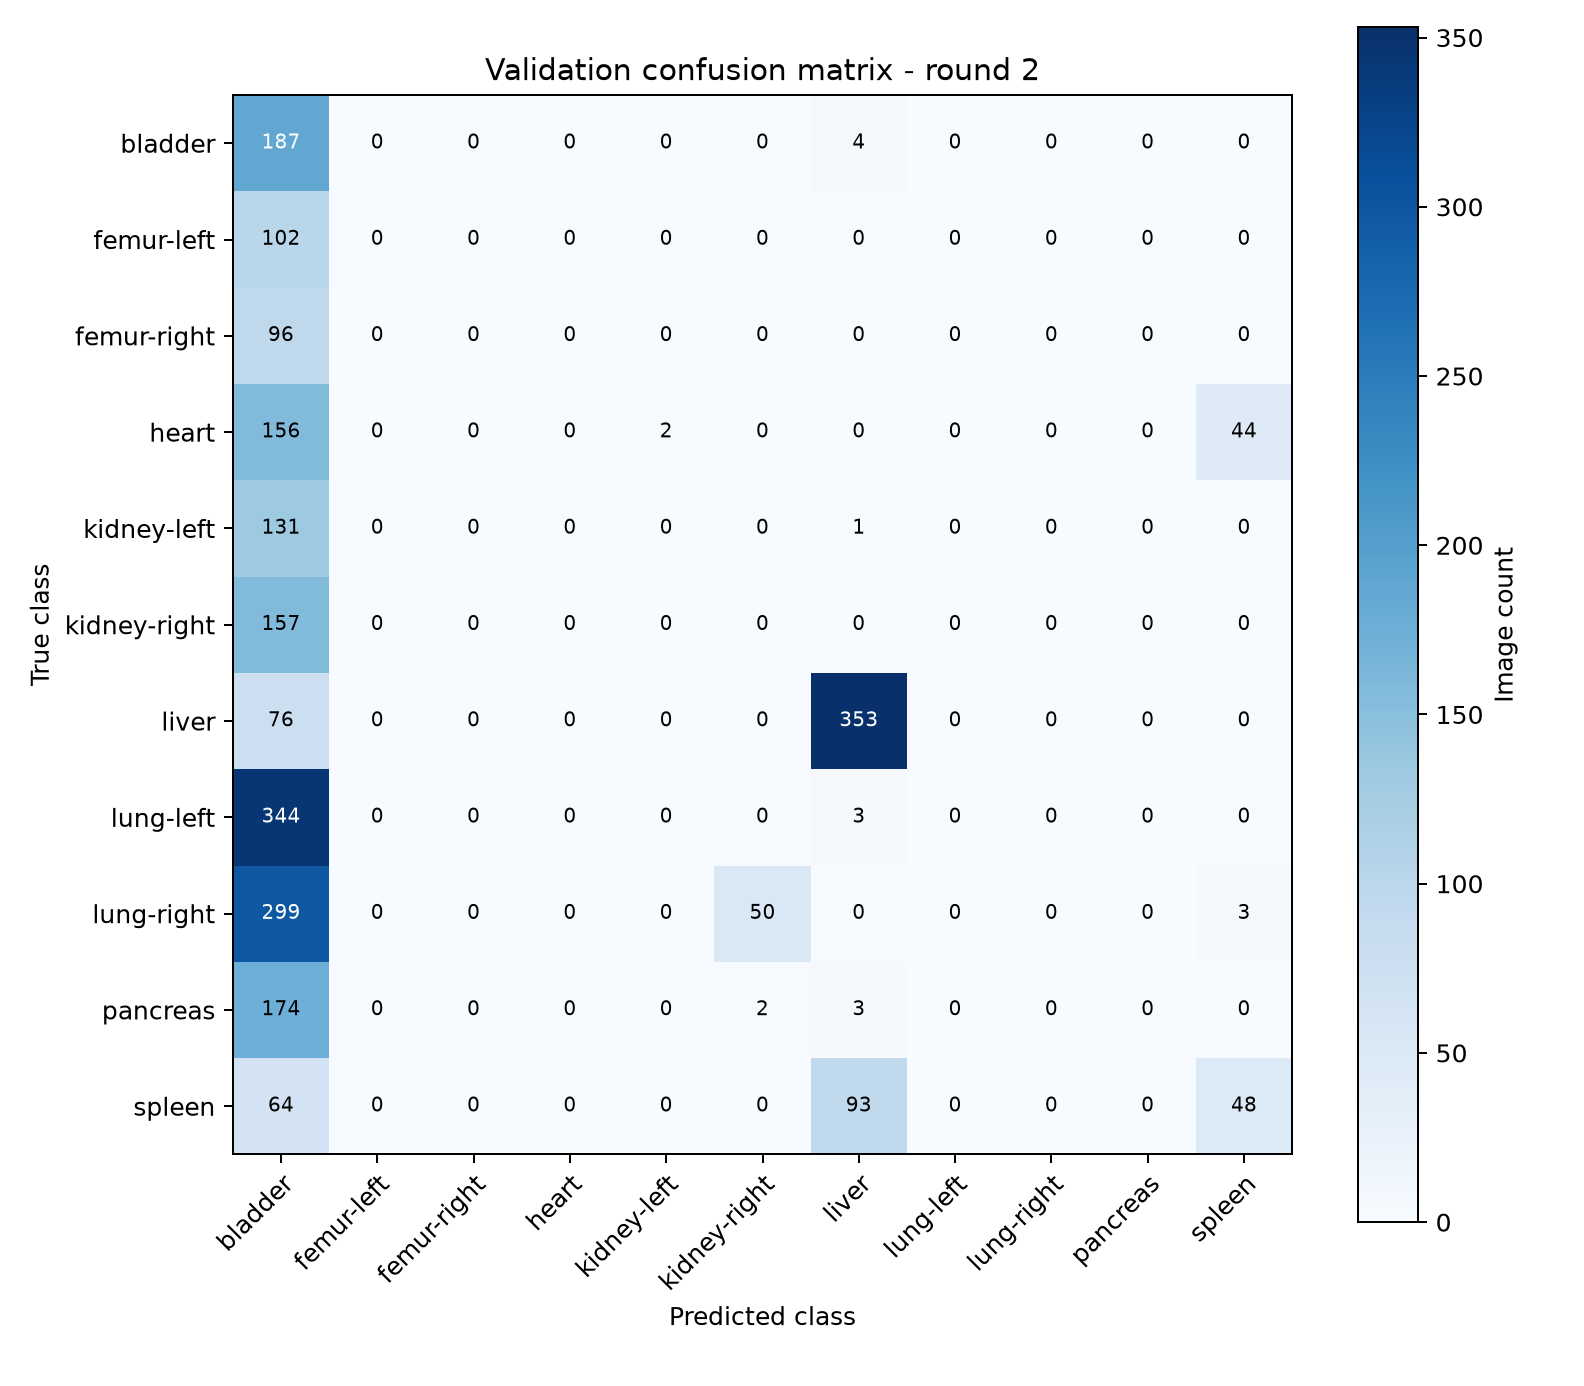 Validation confusion matrix - round 2
bladder 187 0 0 0 0 0 4 0 0 0 0
femur-left 102 0 0 0 0 0 0 0 0 0 0
femur-right 96 0 0 0 0 0 0 0 0 0 0
heart 156 0 0 0 2 0 0 0 0 0 44
kidney-left 131 0 0 0 0 0 1 0 0 0 0
kidney-right 157 0 0 0 0 0 0 0 0 0 0
liver 76 0 0 0 0 0 353 0 0 0 0
lung-left 344 0 0 0 0 0 3 0 0 0 0
lung-right 299 0 0 0 0 50 0 0 0 0 3
pancreas 174 0 0 0 0 2 3 0 0 0 0
spleen 64 0 0 0 0 0 93 0 0 0 48
True class
bladder femur-left femur-right heart kidney-left kidney-right liver lung-left lung-right pancreas spleen
Predicted class
350
300
250
200
150
100
50
0
Image count